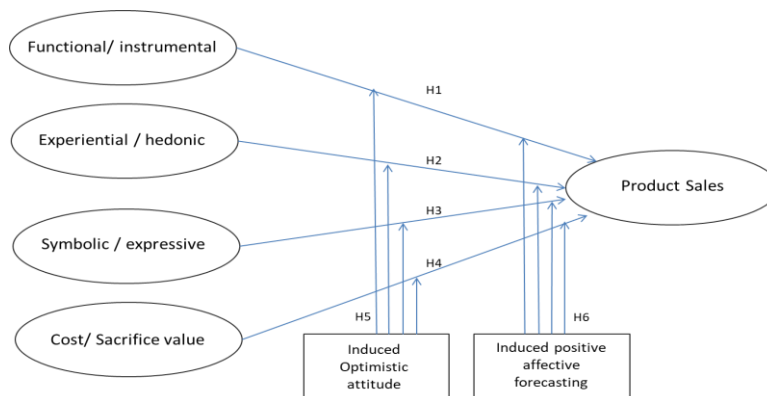 Functional/ instrumental
H1
Experiential / hedonic
H2
Product Sales
H3
Symbolic / expressive
H4
H5
H6
Cost/ Sacrifice value
Induced
Optimistic
attitude
Induced positive
affective
forecasting